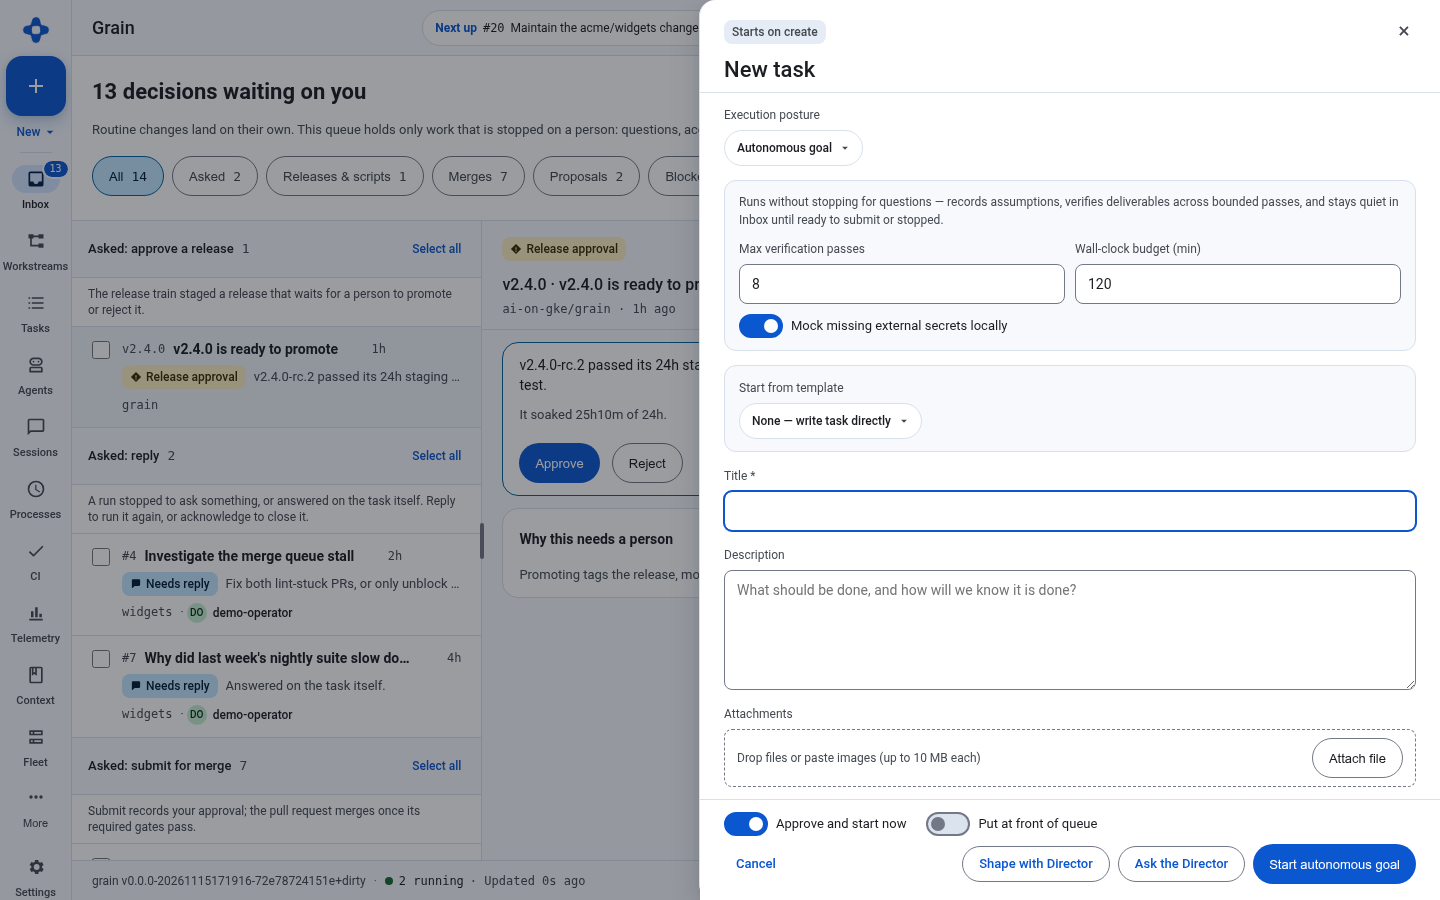 New
13
Inbox
Workstreams
Tasks
Agents
Sessions
Processes
CI
Telemetry
Context
Fleet
More
Settings
Grain
Next up #20 Maintain the acme/widgets change
13 decisions waiting on you
Routine changes land on their own. This queue holds only work that is stopped on a person: questions, ac
All 14
Asked 2
Releases & scripts 1
Merges 7
Proposals 2
Blocke
Asked: approve a release 1
Select all
The release train staged a release that waits for a person to promote
or reject it.
v2.4.0 v2.4.0 is ready to promote 1h
Release approval v2.4.0-rc.2 passed its 24h staging ...
grain
Asked: reply 2
Select all
A run stopped to ask something, or answered on the task itself. Reply
to run it again, or acknowledge to close it.
#4 Investigate the merge queue stall 2h
Needs reply Fix both lint-stuck PRs, or only unblock ...
widgets · DO demo-operator
#7 Why did last week's nightly suite slow do... 4h
Needs reply Answered on the task itself.
widgets · DO demo-operator
Asked: submit for merge 7
Select all
Submit records your approval; the pull request merges once its
required gates pass.
Release approval
v2.4.0 · v2.4.0 is ready to pr
ai-on-gke/grain · 1h ago
v2.4.0-rc.2 passed its 24h sta
test.
It soaked 25h10m of 24h.
Approve
Reject
Why this needs a person
Promoting tags the release, mo
grain v0.0.0-20261115171916-72e78724151e+dirty · 2 running · Updated 0s ago
Starts on create
New task
Execution posture
Autonomous goal
Runs without stopping for questions — records assumptions, verifies deliverables across bounded passes, and stays quiet in
Inbox until ready to submit or stopped.
Max verification passes
Wall-clock budget (min)
8
120
Mock missing external secrets locally
Start from template
None — write task directly
Title *
Description
What should be done, and how will we know it is done?
Attachments
Drop files or paste images (up to 10 MB each)
Attach file
Approve and start now
Put at front of queue
Cancel
Shape with Director
Ask the Director
Start autonomous goal